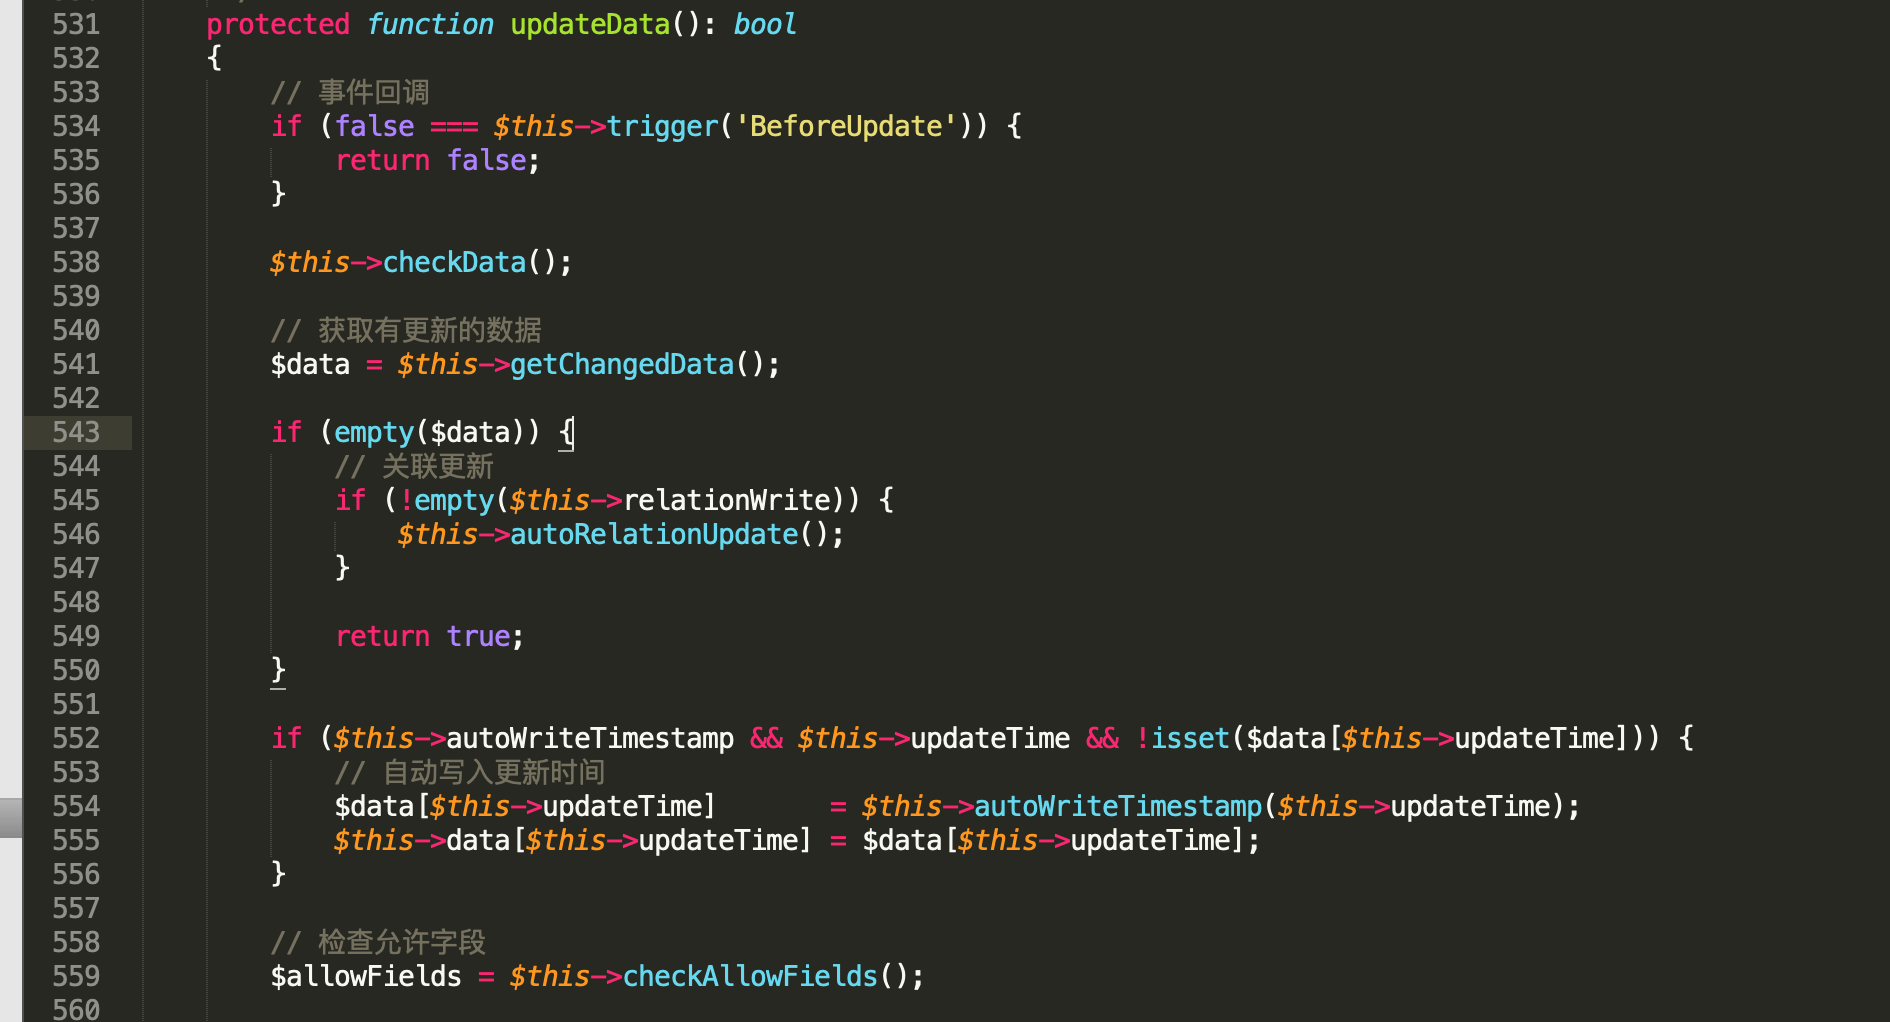 531 protected function updateData(): bool
532 {
533 // 事件回调
534 if (false === $this->trigger('BeforeUpdate')) {
535 return false;
536 }
537
538 $this->checkData();
539
540 // 获取有更新的数据
541 $data = $this->getChangedData();
542
543 if (empty($data)) {
544 // 关联更新
545 if (!empty($this->relationWrite)) {
546 $this->autoRelationUpdate();
547 }
548
549 return true;
550 }
551
552 if ($this->autoWriteTimestamp && $this->updateTime && !isset($data[$this->updateTime])) {
553 // 自动写入更新时间
554 $data[$this->updateTime] = $this->autoWriteTimestamp($this->updateTime);
555 $this->data[$this->updateTime] = $data[$this->updateTime];
556 }
557
558 // 检查允许字段
559 $allowFields = $this->checkAllowFields();
560